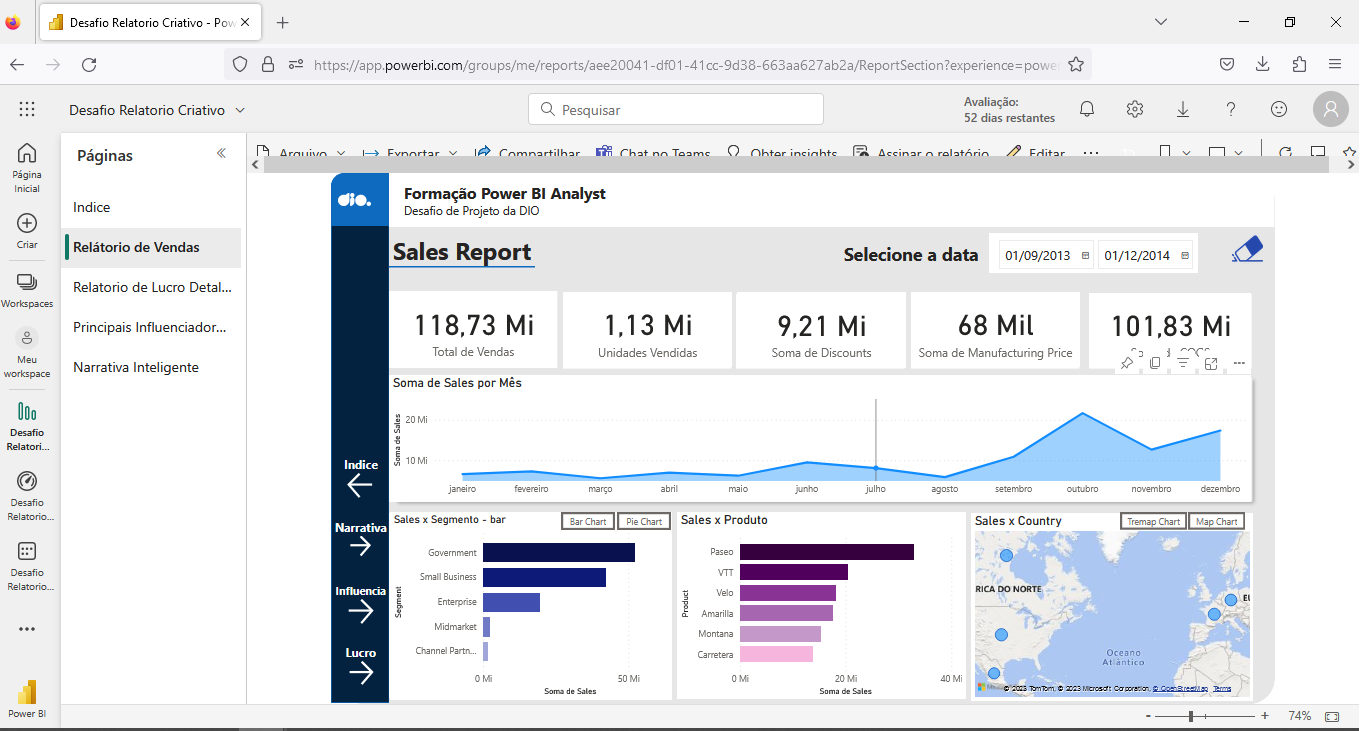 Desafio Relatorio Criativo - Pow
https://app.powerbi.com/groups/me/reports/aee20041-df01-41cc-9d38-663aa627ab2a/ReportSection?experience=powe
Desafio Relatorio Criativo
Pesquisar
Avaliação:
52 dias restantes
Página
Inicial
Criar
Workspaces
Meu
workspace
Desafio
Relatori...
Desafio
Relatorio...
Desafio
Relatorio...
Power BI
Páginas
Indice
Relátorio de Vendas
Relatorio de Lucro Detal...
Principais Influenciador...
Narrativa Inteligente
Arquivo
Exportar
Compartilhar
Chat no Teams
Obter insights
Assinar o relatório
Editar
dio.
Formação Power BI Analyst
Desafio de Projeto da DIO
Sales Report
Selecione a data
01/09/2013
01/12/2014
118,73 Mi
Total de Vendas
1,13 Mi
Unidades Vendidas
9,21 Mi
Soma de Discounts
68 Mil
Soma de Manufacturing Price
101,83 Mi
Indice
Narrativa
Influencia
Lucro
Soma de Sales por Mês
Soma de Sales
20 Mi
10 Mi
janeiro
fevereiro
março
abril
maio
junho
julho
agosto
setembro
outubro
novembro
dezembro
Sales x Segmento - bar
Bar Chart
Pie Chart
Segment
Government
Small Business
Enterprise
Midmarket
Channel Partn...
0 Mi
50 Mi
Soma de Sales
Sales x Produto
Product
Paseo
VTT
Velo
Amarilla
Montana
Carretera
0 Mi
20 Mi
40 Mi
Soma de Sales
Sales x Country
Tremap Chart
Map Chart
RICA DO NORTE
EU
Oceano
Atlântico
© 2023 TomTom, © 2023 Microsoft Corporation, © OpenStreetMap Terms
- + 74%